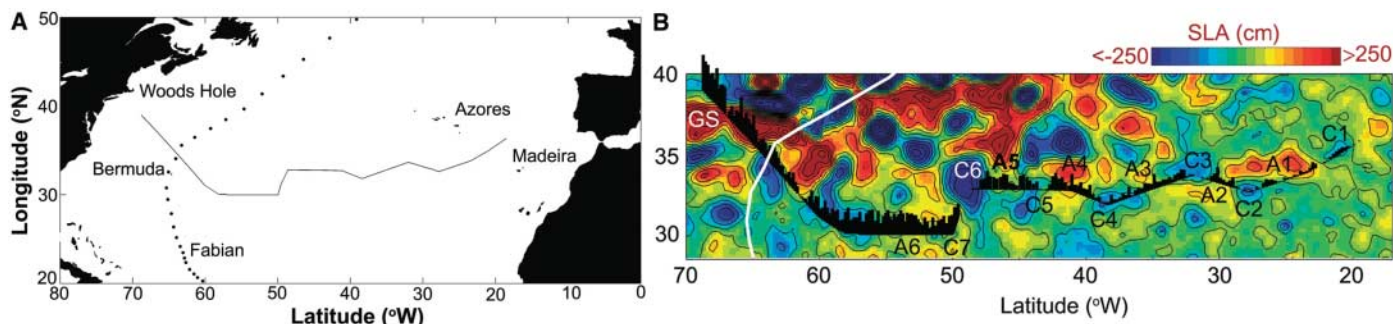 A
50
40
30
20
Longitude (°N)
Woods Hole
Bermuda
Fabian
Azores
Madeira
80 70 60 50 40 30 20 10 0
Latitude (°W)
B
SLA (cm)
<-250 >250
40
35
30
GS
C6 A5 A4 A3 C3 A1 C1
C5 C4 A2 C2
A6 C7
70 60 50 40 30 20
Latitude (°W)